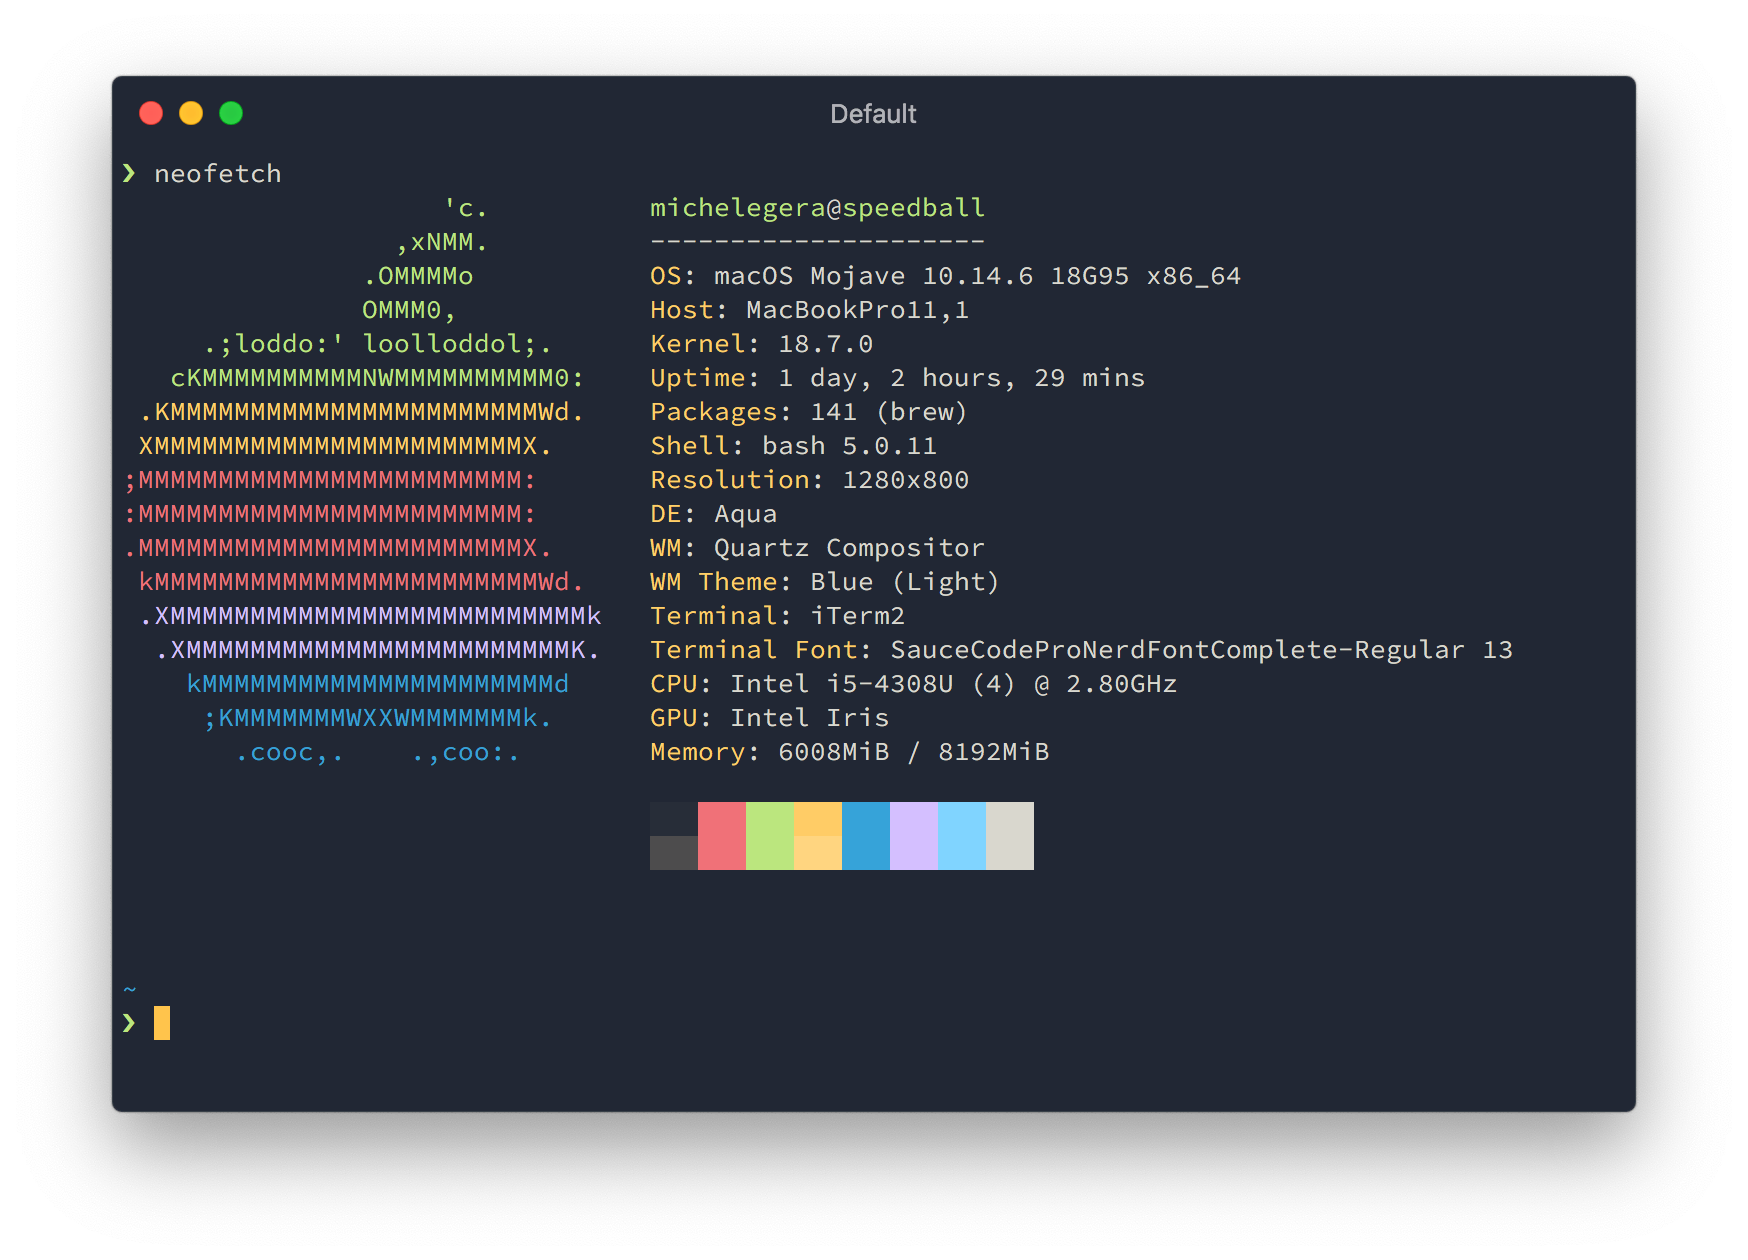 Default
❯ neofetch
                    'c.          michelegera@speedball
                 ,xNMM.          ---------------------
               .OMMMMo           OS: macOS Mojave 10.14.6 18G95 x86_64
               OMMM0,            Host: MacBookPro11,1
     .;loddo:' loolloddol;.      Kernel: 18.7.0
   cKMMMMMMMMMMNWMMMMMMMMMM0:    Uptime: 1 day, 2 hours, 29 mins
 .KMMMMMMMMMMMMMMMMMMMMMMMWd.    Packages: 141 (brew)
 XMMMMMMMMMMMMMMMMMMMMMMMX.      Shell: bash 5.0.11
;MMMMMMMMMMMMMMMMMMMMMMMM:       Resolution: 1280x800
:MMMMMMMMMMMMMMMMMMMMMMMM:       DE: Aqua
.MMMMMMMMMMMMMMMMMMMMMMMMX.      WM: Quartz Compositor
 kMMMMMMMMMMMMMMMMMMMMMMMMWd.    WM Theme: Blue (Light)
 .XMMMMMMMMMMMMMMMMMMMMMMMMMMk   Terminal: iTerm2
  .XMMMMMMMMMMMMMMMMMMMMMMMMK.   Terminal Font: SauceCodeProNerdFontComplete-Regular 13
    kMMMMMMMMMMMMMMMMMMMMMMd     CPU: Intel i5-4308U (4) @ 2.80GHz
     ;KMMMMMMMWXXWMMMMMMMk.      GPU: Intel Iris
       .cooc,.    .,coo:.        Memory: 6008MiB / 8192MiB
~
❯